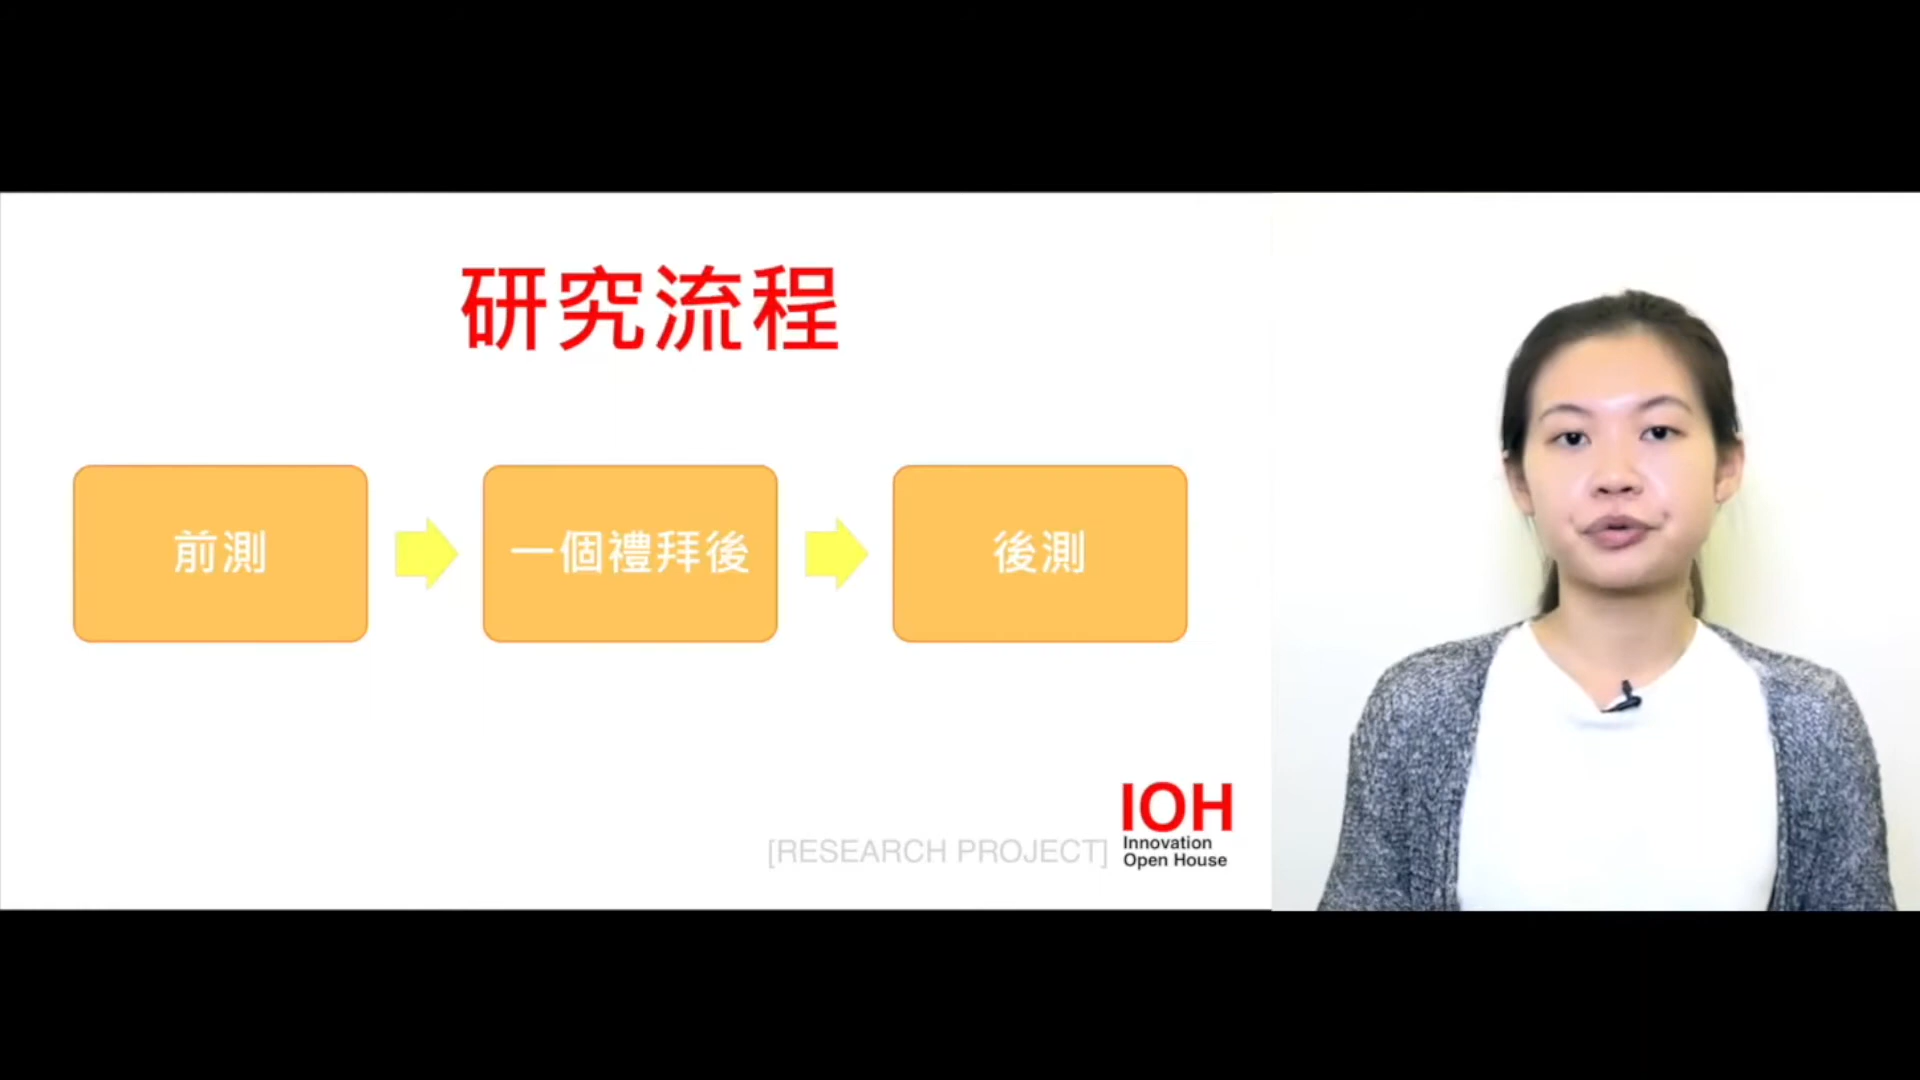 研究流程
前測
一個禮拜後
後測
[RESEARCH PROJECT]
IOH
Innovation
Open House